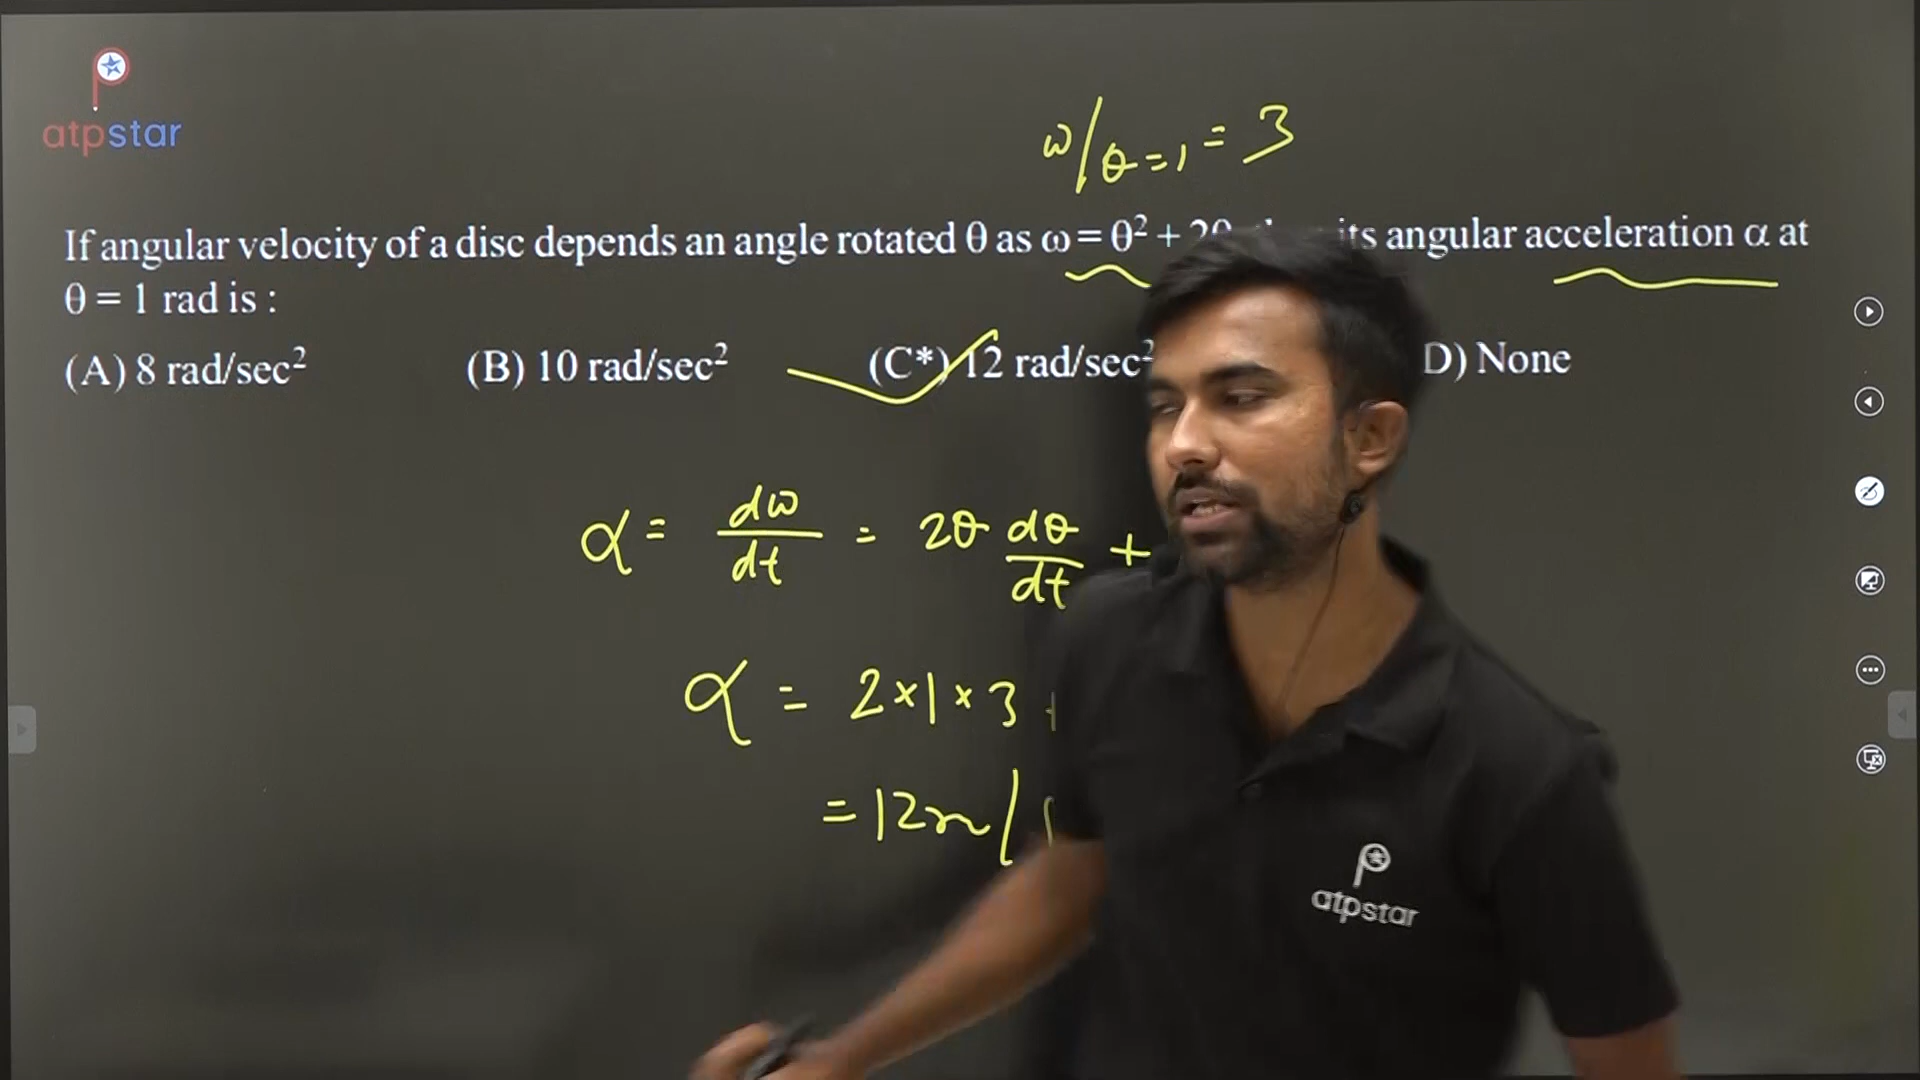 atpstar
ω/θ=1 = 3
If angular velocity of a disc depends an angle rotated θ as ω = θ² + 2θ its angular acceleration α at
θ = 1 rad is :
(A) 8 rad/sec² (B) 10 rad/sec² (C*) 12 rad/sec² D) None
α = dω/dt = 2θ dθ/dt +
α = 2×1×3 +
= 12 r/
atpstar